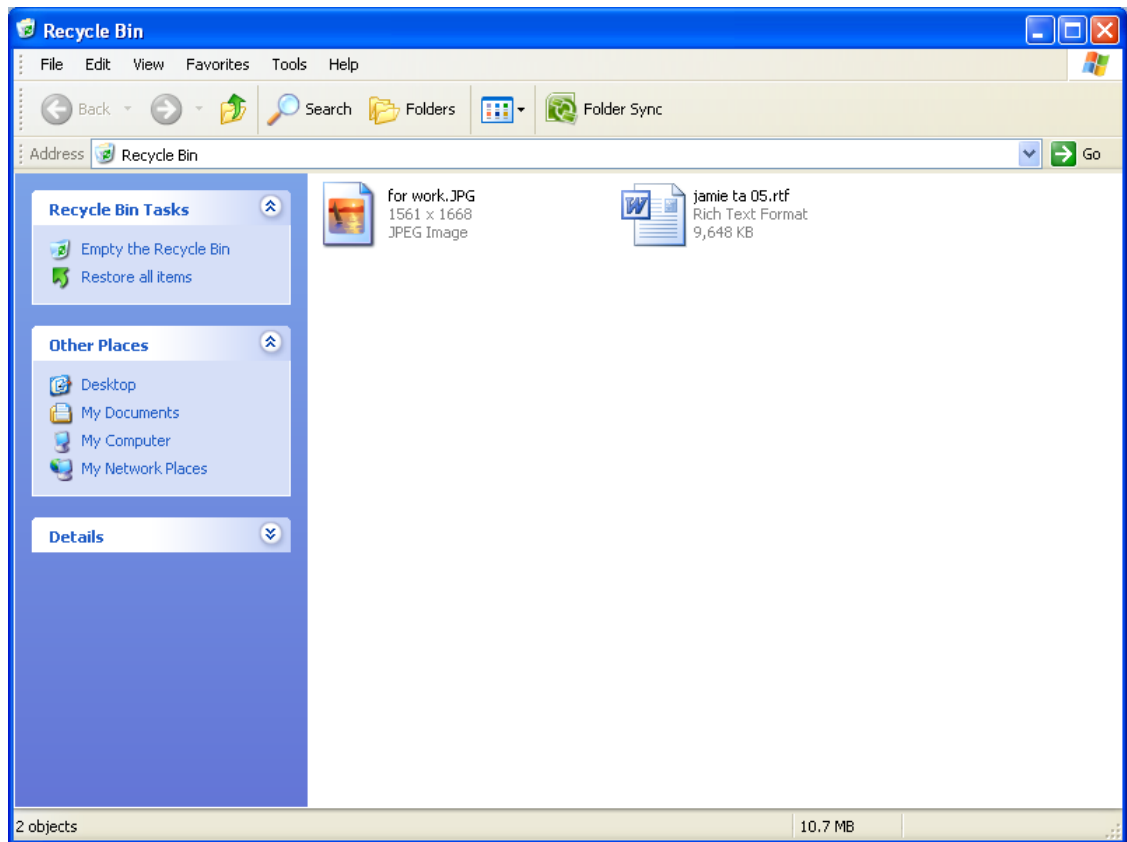 Recycle Bin
File Edit View Favorites Tools Help
Back Search Folders Folder Sync
Address Recycle Bin Go
Recycle Bin Tasks
Empty the Recycle Bin
Restore all items
Other Places
Desktop
My Documents
My Computer
My Network Places
Details
for work.JPG
1561 x 1668
JPEG Image
jamie ta 05.rtf
Rich Text Format
9,648 KB
2 objects 10.7 MB